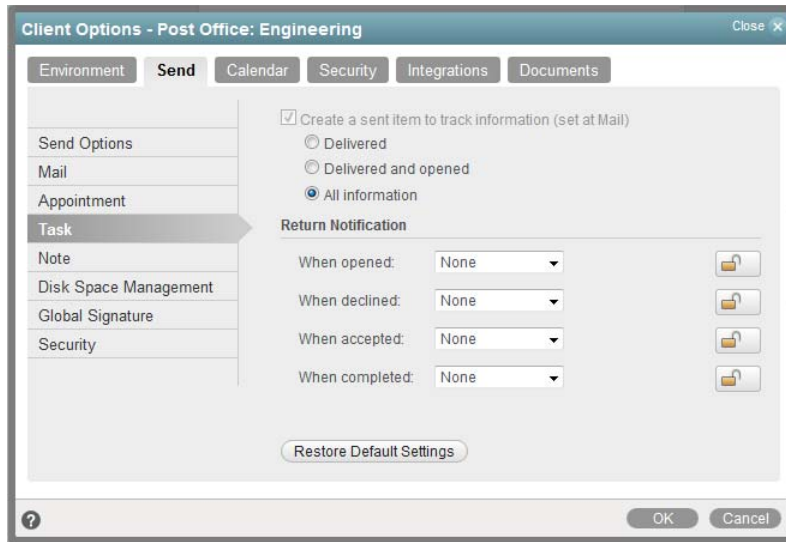 Client Options - Post Office: Engineering
Close
Environment Send Calendar Security Integrations Documents
Send Options
Mail
Appointment
Task
Note
Disk Space Management
Global Signature
Security
Create a sent item to track information (set at Mail)
Delivered
Delivered and opened
All information
Return Notification
When opened: None
When declined: None
When accepted: None
When completed: None
Restore Default Settings
? OK Cancel